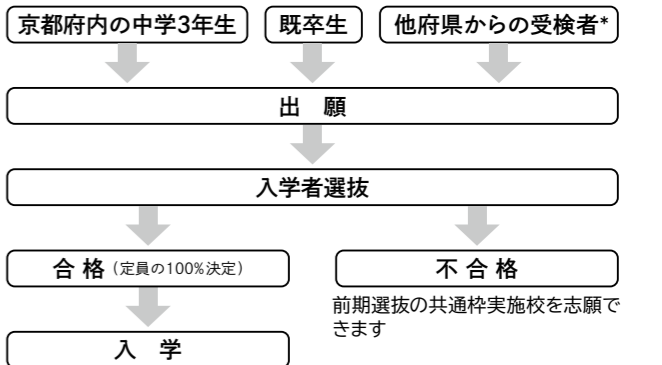 京都府内の中学3年生
既卒生
他府県からの受検者*
出　願
入学者選抜
合 格 (定員の100%決定)
不 合 格
前期選抜の共通枠実施校を志願で
きます
入　学